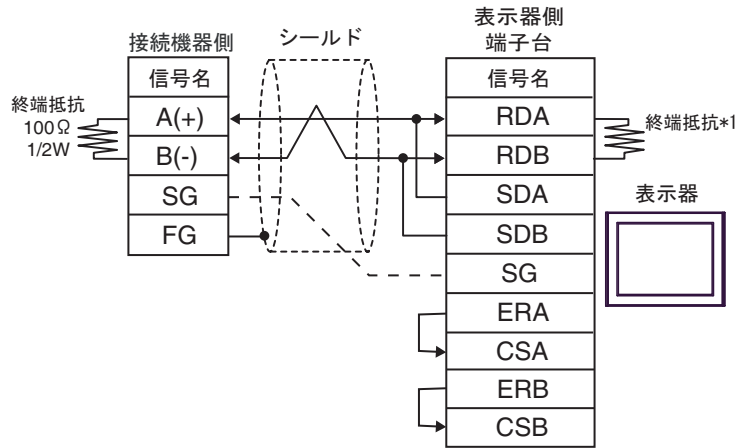 表示器側
端子台
接続機器側
シールド
信号名
信号名
終端抵抗
100Ω
1/2W
A(+)
RDA
終端抵抗*1
B(-)
RDB
SG
SDA
表示器
FG
SDB
SG
ERA
CSA
ERB
CSB